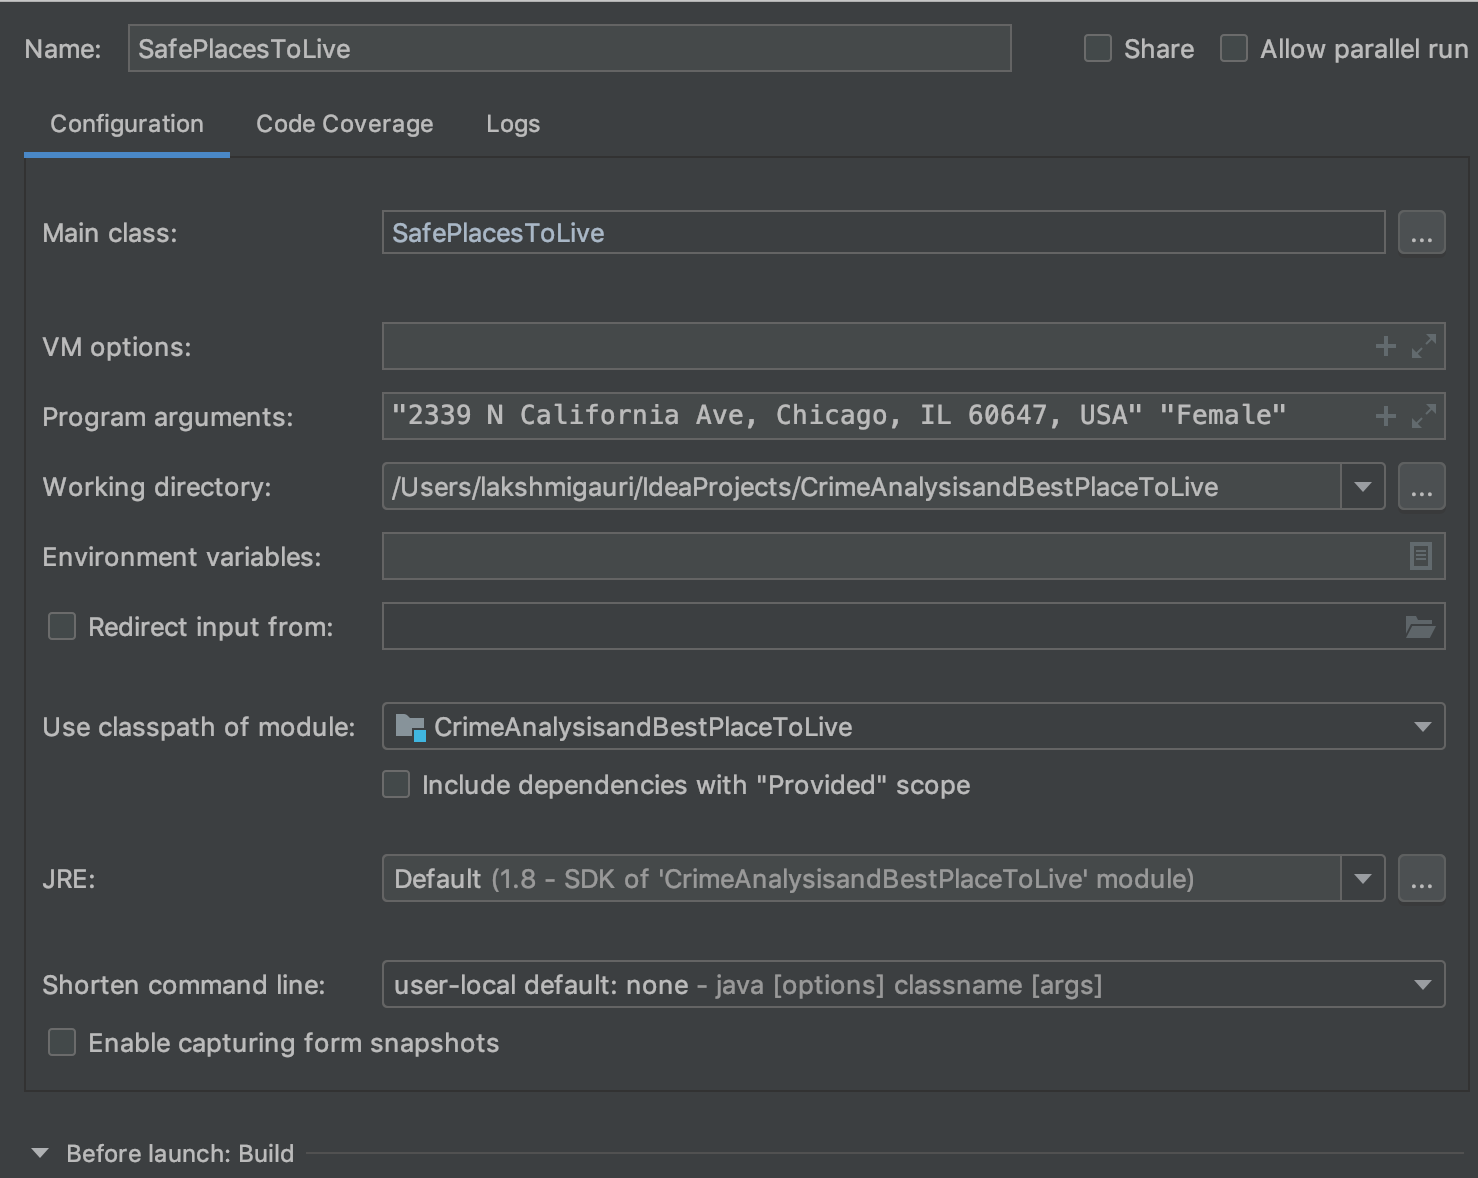 Name: SafePlacesToLive Share Allow parallel run
Configuration Code Coverage Logs
Main class: SafePlacesToLive ...
VM options:
Program arguments: "2339 N California Ave, Chicago, IL 60647, USA" "Female"
Working directory: /Users/lakshmigauri/IdeaProjects/CrimeAnalysisandBestPlaceToLive ...
Environment variables:
Redirect input from:
Use classpath of module: CrimeAnalysisandBestPlaceToLive
Include dependencies with "Provided" scope
JRE: Default (1.8 - SDK of 'CrimeAnalysisandBestPlaceToLive' module) ...
Shorten command line: user-local default: none - java [options] classname [args]
Enable capturing form snapshots
Before launch: Build